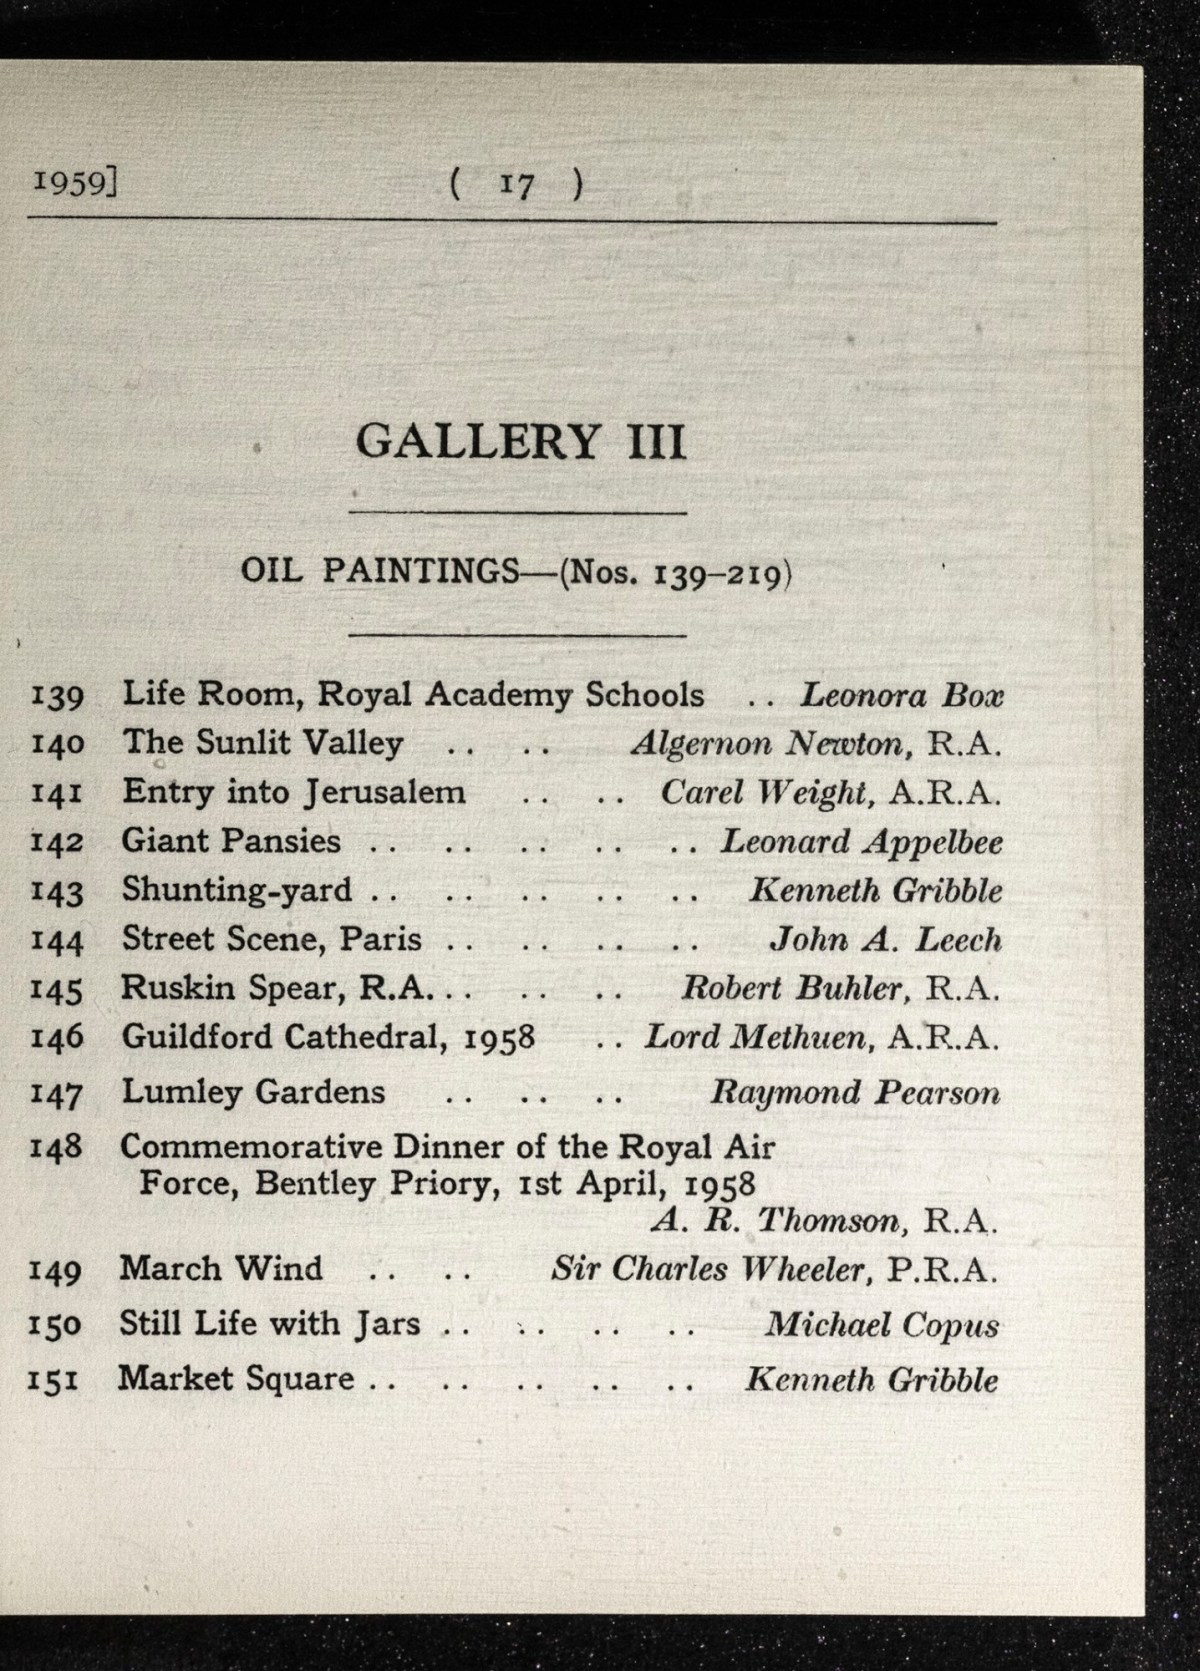 1959] ( 17 )
GALLERY III
OIL PAINTINGS—(Nos. 139–219)
139 Life Room, Royal Academy Schools .. Leonora Box
140 The Sunlit Valley .. .. Algernon Newton, R.A.
141 Entry into Jerusalem .. .. Carel Weight, A.R.A.
142 Giant Pansies .. .. .. .. .. Leonard Appelbee
143 Shunting-yard .. .. .. .. .. Kenneth Gribble
144 Street Scene, Paris .. .. .. .. John A. Leech
145 Ruskin Spear, R.A... .. .. Robert Buhler, R.A.
146 Guildford Cathedral, 1958 .. Lord Methuen, A.R.A.
147 Lumley Gardens .. .. .. Raymond Pearson
148 Commemorative Dinner of the Royal Air
Force, Bentley Priory, 1st April, 1958
A. R. Thomson, R.A.
149 March Wind .. .. Sir Charles Wheeler, P.R.A.
150 Still Life with Jars .. .. .. .. Michael Copus
151 Market Square .. .. .. .. .. Kenneth Gribble